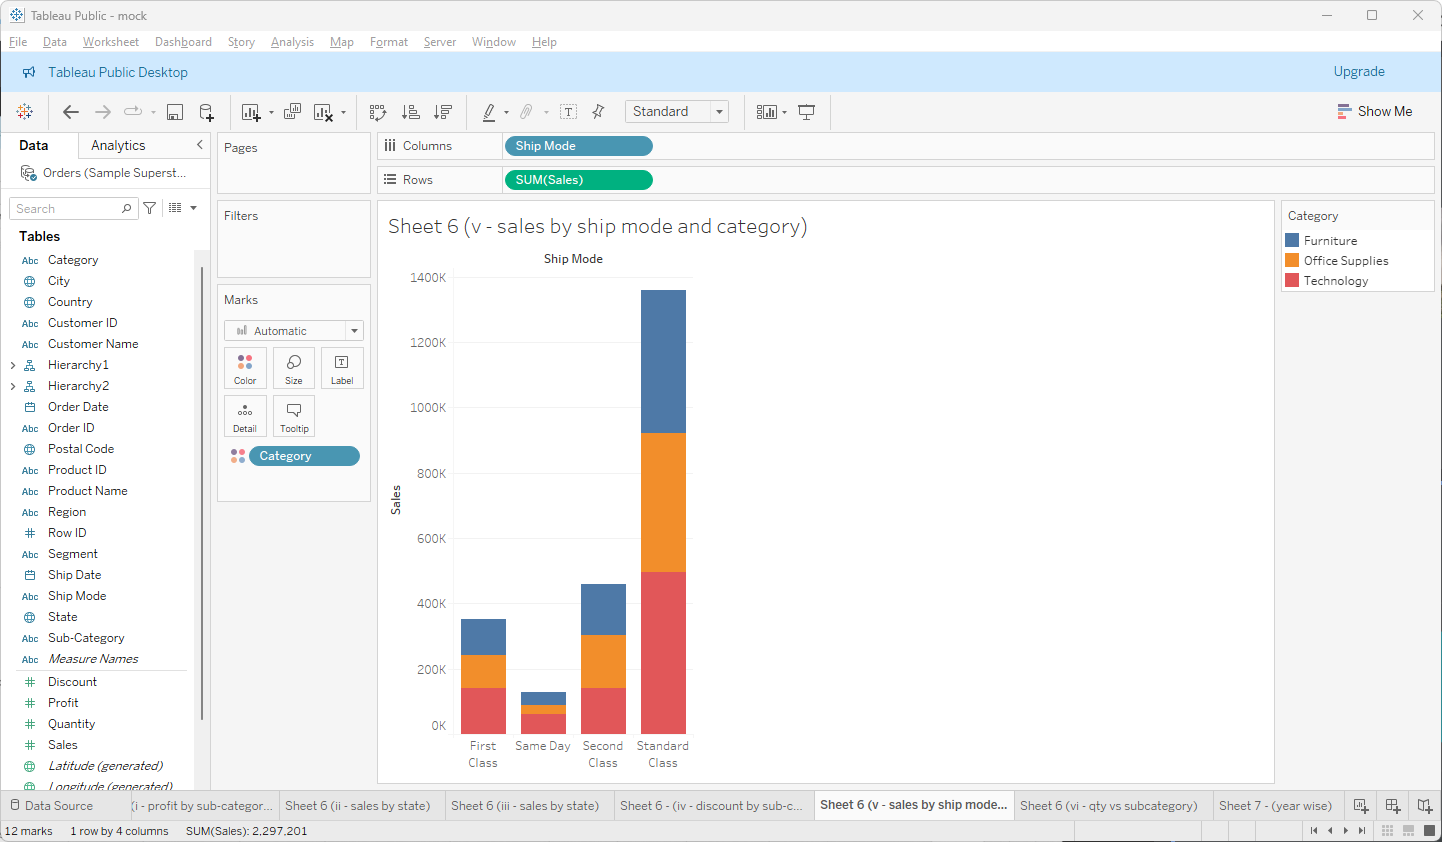 Tableau Public - mock
File Data Worksheet Dashboard Story Analysis Map Format Server Window Help
Tableau Public Desktop Upgrade
Standard Show Me
Data Analytics
Orders (Sample Superst...
Search
Tables
Abc Category
City
Country
Abc Customer ID
Abc Customer Name
Hierarchy1
Hierarchy2
Order Date
Abc Order ID
Postal Code
Abc Product ID
Abc Product Name
Abc Region
Row ID
Abc Segment
Ship Date
Abc Ship Mode
State
Abc Sub-Category
Abc Measure Names
Discount
Profit
Quantity
Sales
Latitude (generated)
Longitude (generated)
Pages
Filters
Marks
Automatic
Color Size Label
Detail Tooltip
Category
Columns Ship Mode
Rows SUM(Sales)
Sheet 6 (v - sales by ship mode and category)
Ship Mode
1400K
1200K
1000K
800K
600K
400K
200K
0K
Sales
First Class
Same Day
Second Class
Standard Class
Category
Furniture
Office Supplies
Technology
Data Source (i - profit by sub-categor... Sheet 6 (ii - sales by state) Sheet 6 (iii - sales by state) Sheet 6 - (iv - discount by sub-c... Sheet 6 (v - sales by ship mode... Sheet 6 (vi - qty vs subcategory) Sheet 7 - (year wise)
12 marks 1 row by 4 columns SUM(Sales): 2,297,201